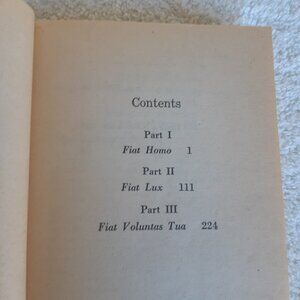 Contents
Part I
Fiat Homo 1
Part II
Fiat Lux 111
Part III
Fiat Voluntas Tua 224